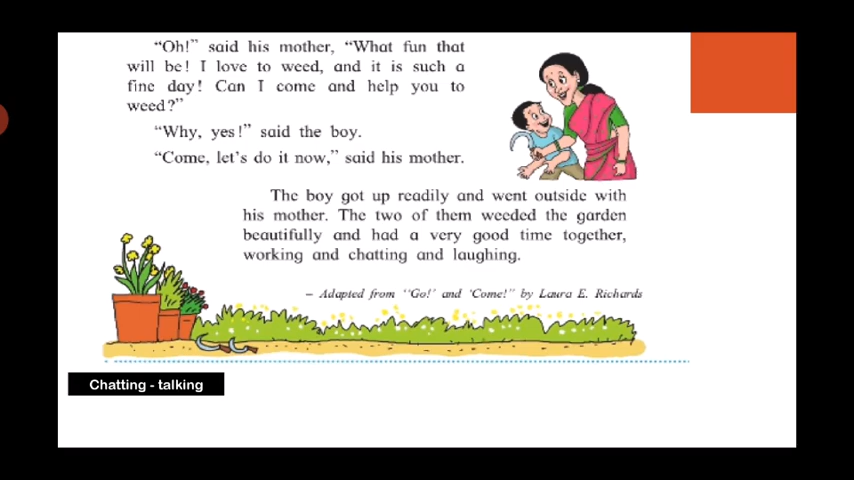 “Oh!” said his mother, “What fun that
will be! I love to weed, and it is such a
fine day! Can I come and help you to
weed?”
“Why, yes!” said the boy.
“Come, let’s do it now,” said his mother.
The boy got up readily and went outside with
his mother. The two of them weeded the garden
beautifully and had a very good time together,
working and chatting and laughing.
– Adapted from “‘Go!’ and ‘Come!” by Laura E. Richards
Chatting - talking